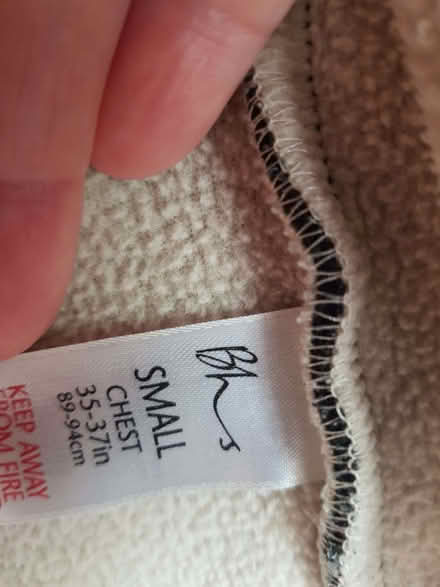 Bhs
SMALL
CHEST
35-37in
89-94cm
KEEP AWAY
FROM FIRE